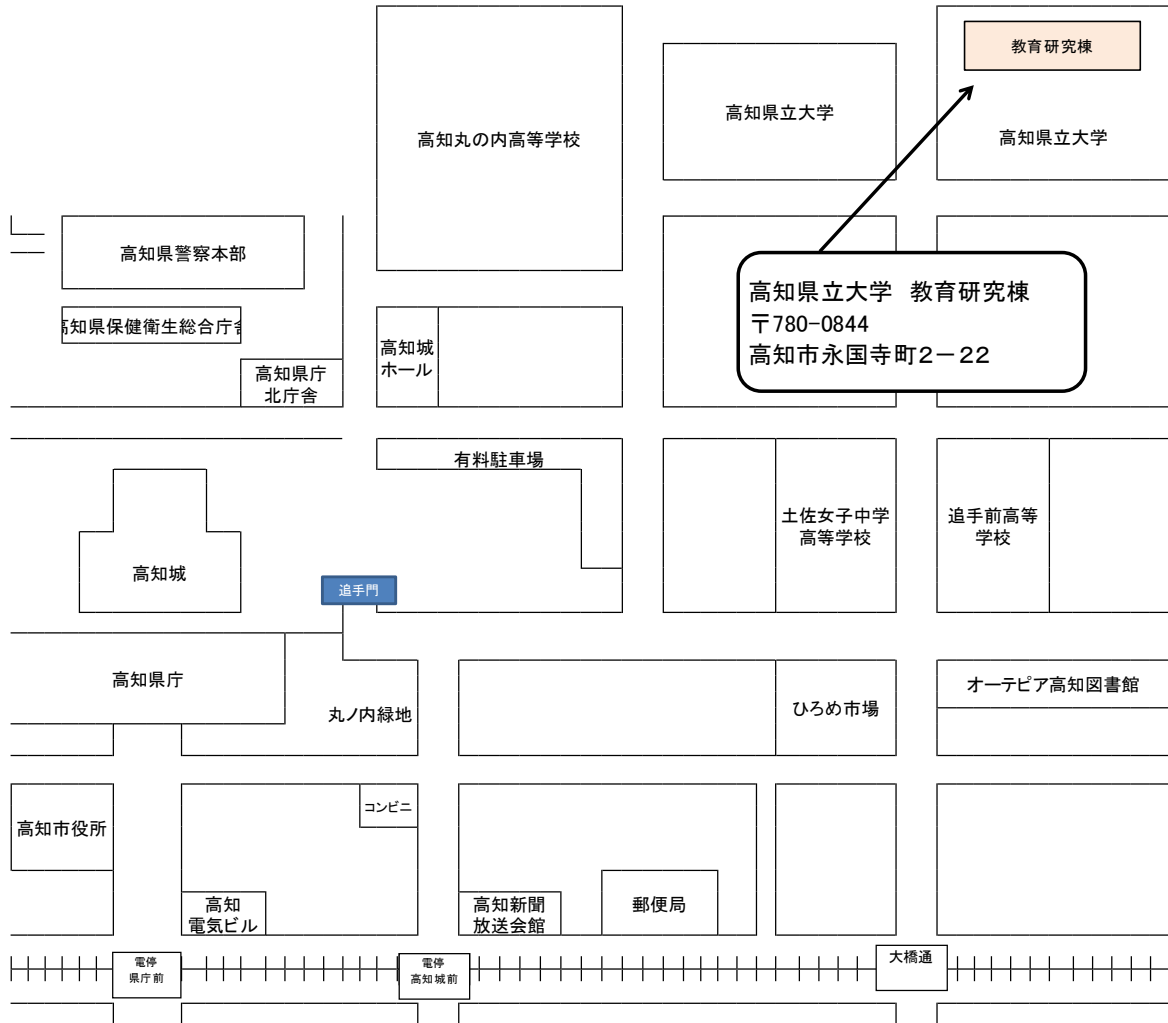 教育研究棟
高知県立大学
高知県立大学
高知丸の内高等学校
高知県警察本部
高知県立大学　教育研究棟
〒780-0844
高知市永国寺町2－22
高知県保健衛生総合庁舎
高知城
ホール
高知県庁
北庁舎
有料駐車場
土佐女子中学
高等学校
追手前高等
学校
高知城
追手門
高知県庁
オーテピア高知図書館
丸ノ内緑地
ひろめ市場
コンビニ
高知市役所
高知
電気ビル
高知新聞
放送会館
郵便局
電停
県庁前
電停
高知城前
大橋通